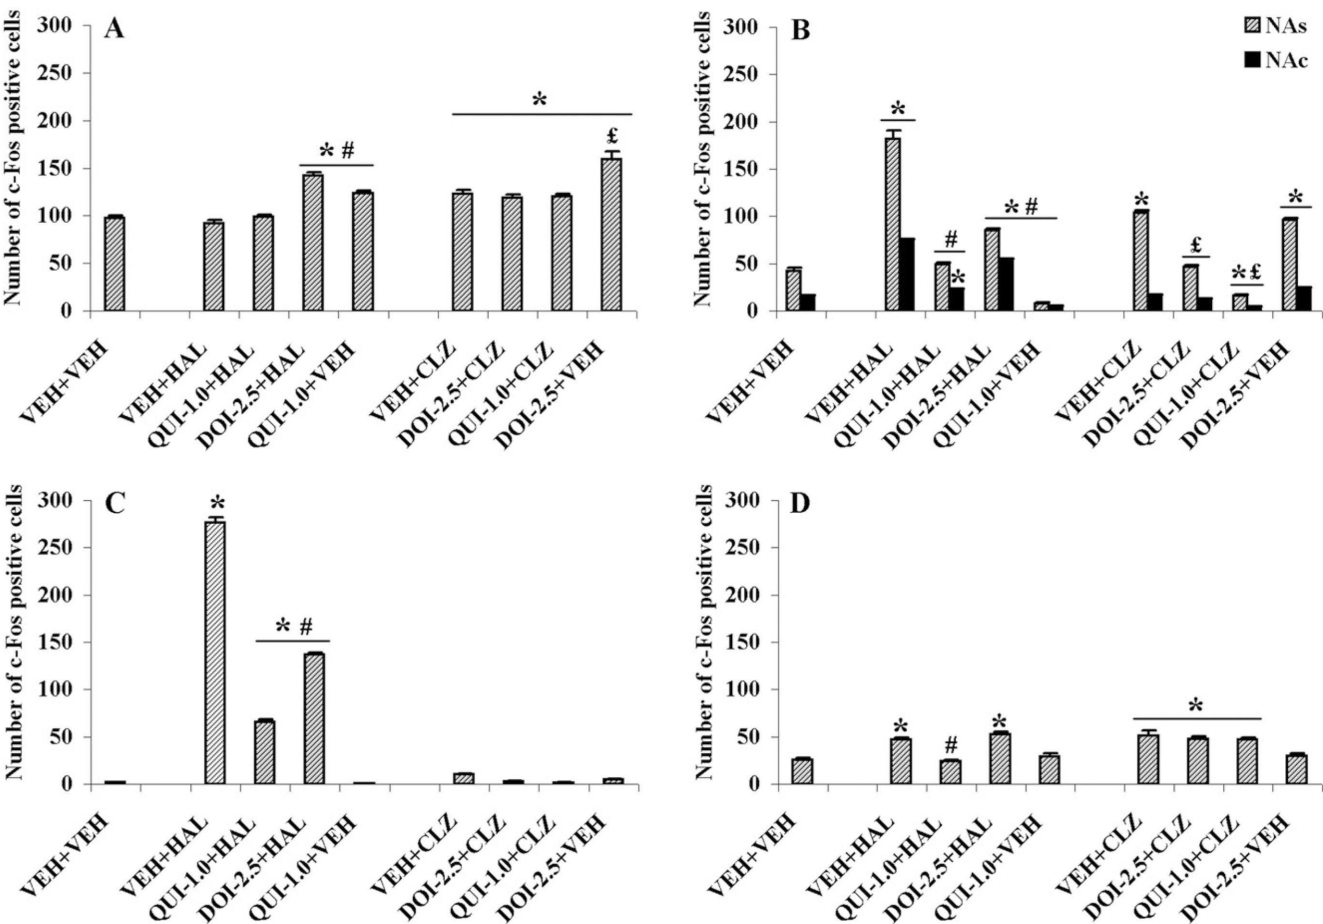 A
Number of c-Fos positive cells
300
250
200
150
100
50
0
* #
*
£
VEH+VEH
VEH+HAL
QUI-1.0+HAL
DOI-2.5+HAL
QUI-1.0+VEH
VEH+CLZ
DOI-2.5+CLZ
QUI-1.0+CLZ
DOI-2.5+VEH
B
NAs
NAc
Number of c-Fos positive cells
300
250
200
150
100
50
0
*
#
*
* #
*
£
* £
*
VEH+VEH
VEH+HAL
QUI-1.0+HAL
DOI-2.5+HAL
QUI-1.0+VEH
VEH+CLZ
DOI-2.5+CLZ
QUI-1.0+CLZ
DOI-2.5+VEH
C
Number of c-Fos positive cells
300
250
200
150
100
50
0
*
* #
VEH+VEH
VEH+HAL
QUI-1.0+HAL
DOI-2.5+HAL
QUI-1.0+VEH
VEH+CLZ
DOI-2.5+CLZ
QUI-1.0+CLZ
DOI-2.5+VEH
D
Number of c-Fos positive cells
300
250
200
150
100
50
0
*
#
*
*
VEH+VEH
VEH+HAL
QUI-1.0+HAL
DOI-2.5+HAL
QUI-1.0+VEH
VEH+CLZ
DOI-2.5+CLZ
QUI-1.0+CLZ
DOI-2.5+VEH